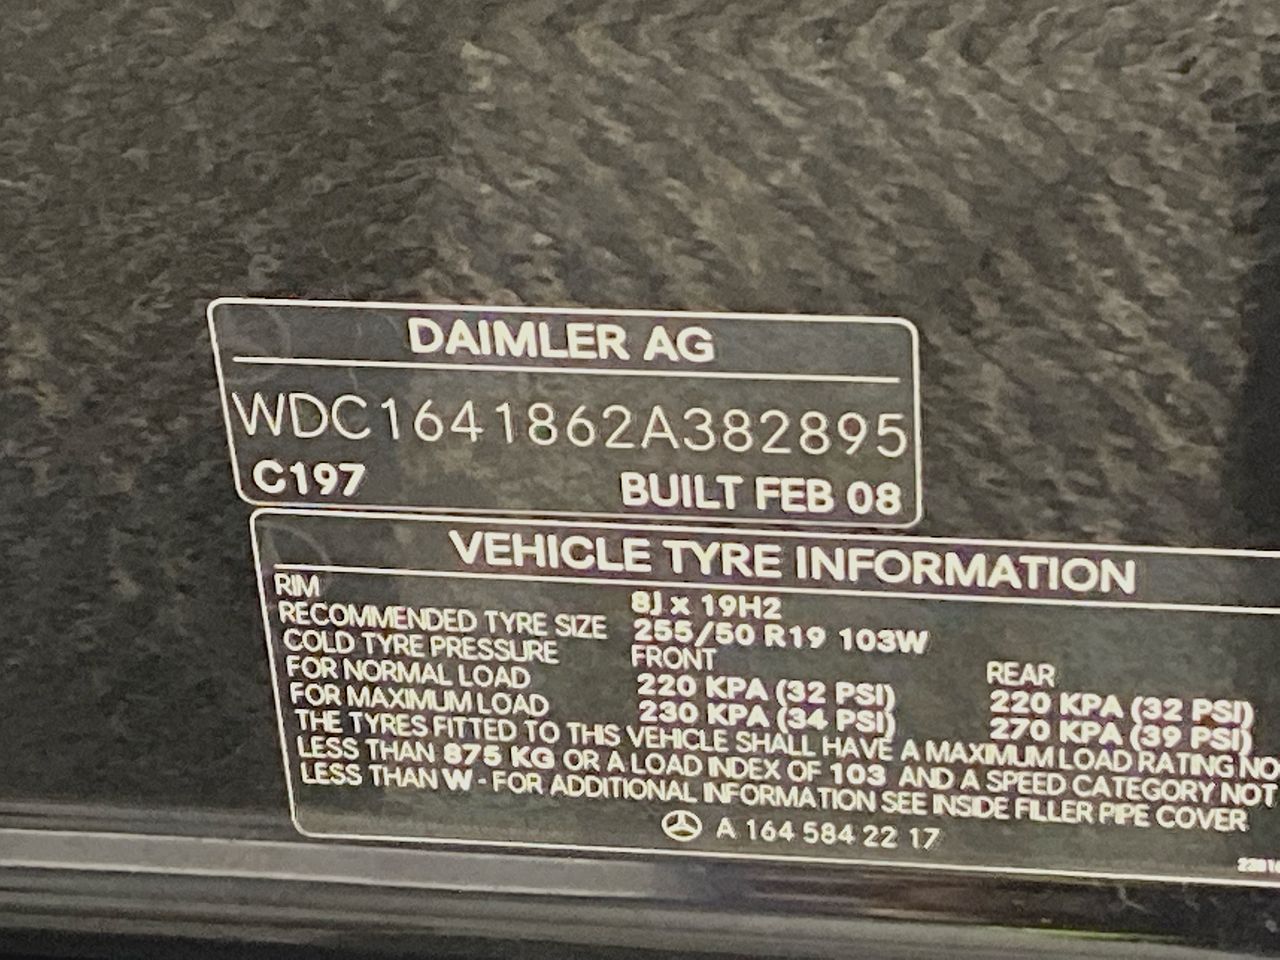 DAIMLER AG
WDC1641862A382895
C197 BUILT FEB 08
VEHICLE TYRE INFORMATION
RIM 8J x 19H2
RECOMMENDED TYRE SIZE 255/50 R19 103W
COLD TYRE PRESSURE FRONT REAR
FOR NORMAL LOAD 220 KPA (32 PSI) 220 KPA (32 PSI)
FOR MAXIMUM LOAD 230 KPA (34 PSI) 270 KPA (39 PSI)
THE TYRES FITTED TO THIS VEHICLE SHALL HAVE A MAXIMUM LOAD RATING NO
LESS THAN 875 KG OR A LOAD INDEX OF 103 AND A SPEED CATEGORY NOT
LESS THAN W - FOR ADDITIONAL INFORMATION SEE INSIDE FILLER PIPE COVER
A 164 584 22 17